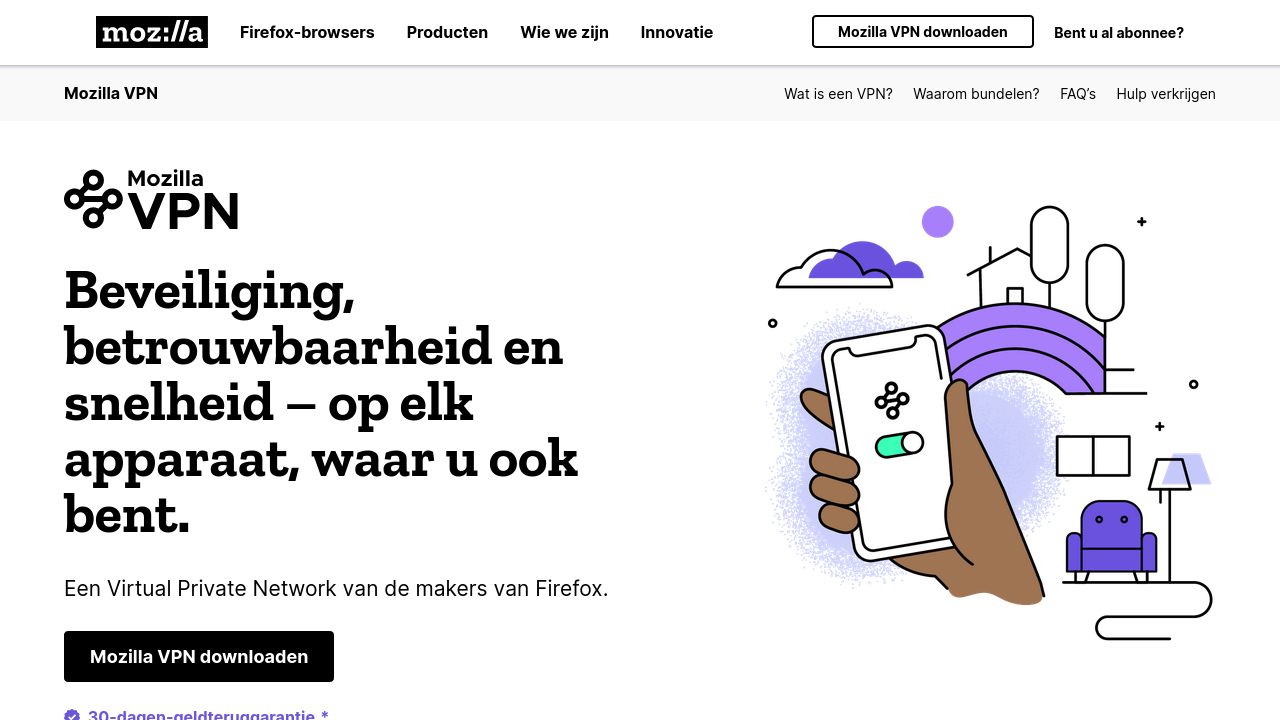 moz://a
Firefox-browsers
Producten
Wie we zijn
Innovatie
Mozilla VPN downloaden
Bent u al abonnee?
Mozilla VPN
Wat is een VPN?
Waarom bundelen?
FAQ’s
Hulp verkrijgen
Mozilla
VPN
Beveiliging,
betrouwbaarheid en
snelheid – op elk
apparaat, waar u ook
bent.
Een Virtual Private Network van de makers van Firefox.
Mozilla VPN downloaden
30-dagen-geldteruggarantie *